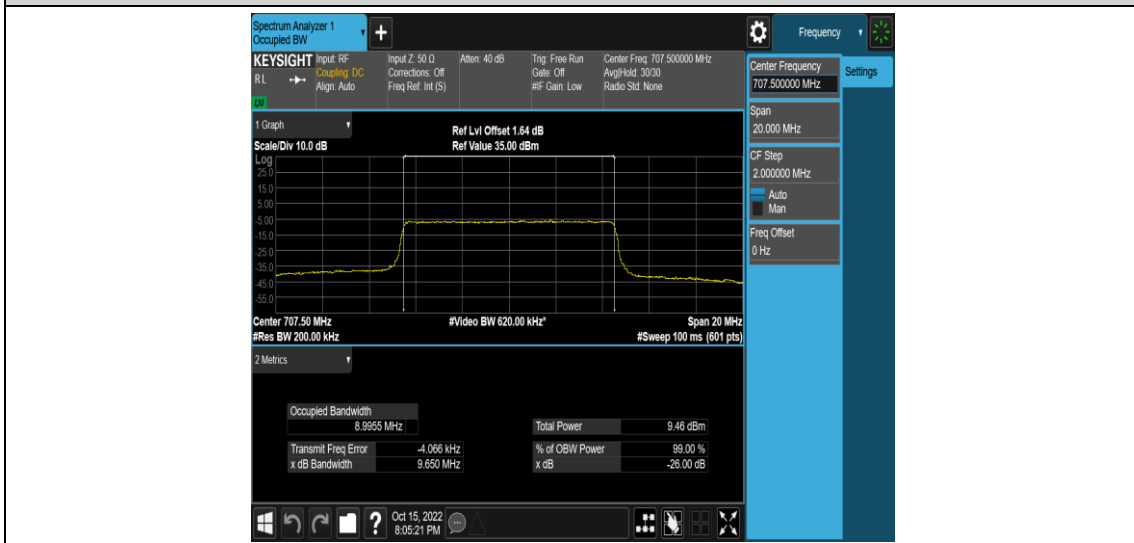 Spectrum Analyzer 1
Occupied BW
+
Frequency
KEYSIGHT
RL
Input: RF
Coupling: DC
Align: Auto
Input Z: 50 Ω
Corrections: Off
Freq Ref: Int (S)
Atten: 40 dB
Trig: Free Run
Gate: Off
#IF Gain: Low
Center Freq: 707.500000 MHz
Avg|Hold: 30/30
Radio Std: None
Center Frequency
707.500000 MHz
Settings
Span
20.000 MHz
CF Step
2.000000 MHz
Auto
Man
Freq Offset
0 Hz
1 Graph
Ref Lvl Offset 1.64 dB
Scale/Div 10.0 dB
Ref Value 35.00 dBm
Log
25.0
15.0
5.00
-5.00
-15.0
-25.0
-35.0
-45.0
-55.0
Center 707.50 MHz
#Video BW 620.00 kHz*
Span 20 MHz
#Res BW 200.00 kHz
#Sweep 100 ms (601 pts)
2 Metrics
Occupied Bandwidth
8.9955 MHz
Total Power 9.46 dBm
Transmit Freq Error -4.066 kHz
% of OBW Power 99.00 %
x dB Bandwidth 9.650 MHz
x dB -26.00 dB
?
Oct 15, 2022
8:05:21 PM